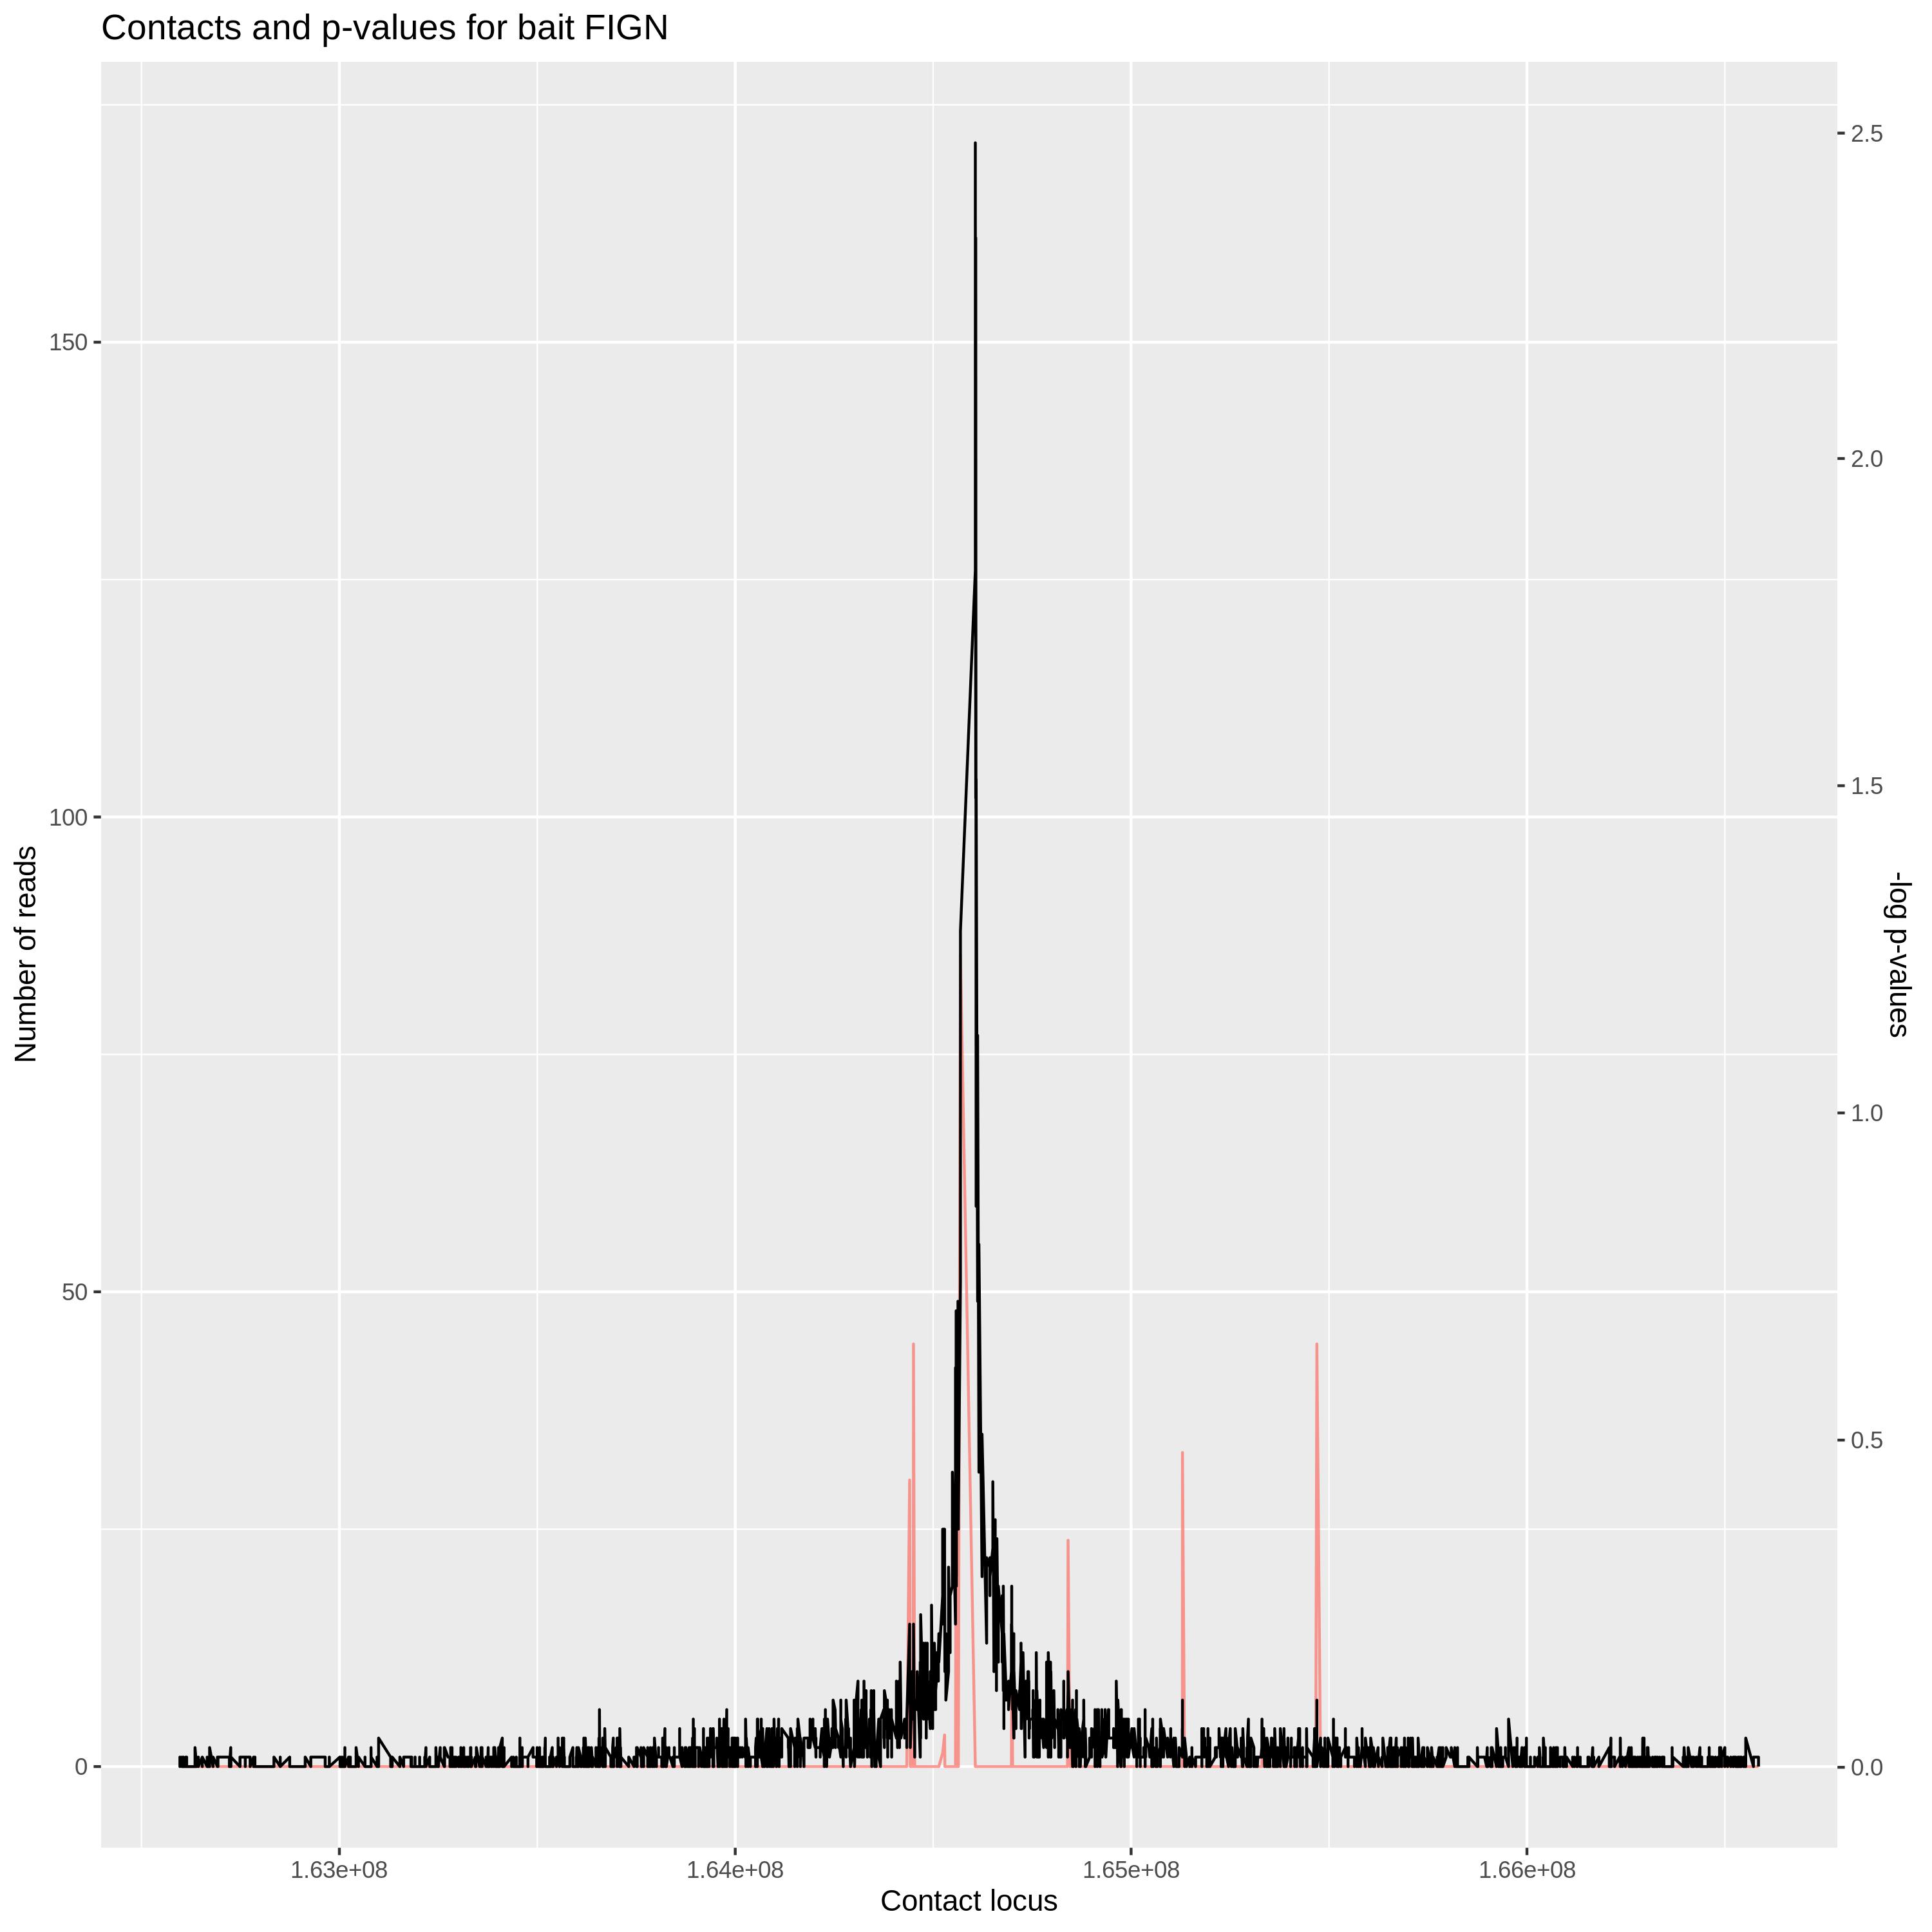 Contacts and p-values for bait FIGN
150
100
50
0
Number of reads
2.5
2.0
1.5
1.0
0.5
0.0
-log p-values
1.63e+08
1.64e+08
1.65e+08
1.66e+08
Contact locus